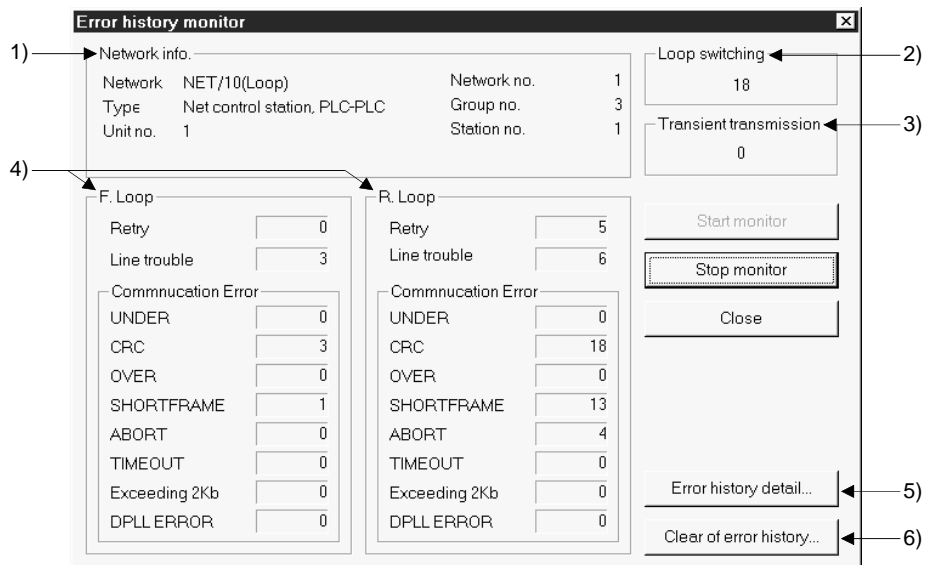 Error history monitor
1)
Network info.
Network NET/10(Loop)
Type Net control station, PLC-PLC
Unit no. 1
Network no. 1
Group no. 3
Station no. 1
Loop switching
18
2)
Transient transmission
0
3)
4)
F. Loop
Retry 0
Line trouble 3
Commnucation Error
UNDER 0
CRC 3
OVER 0
SHORTFRAME 1
ABORT 0
TIMEOUT 0
Exceeding 2Kb 0
DPLL ERROR 0
R. Loop
Retry 5
Line trouble 6
Commnucation Error
UNDER 0
CRC 18
OVER 0
SHORTFRAME 13
ABORT 4
TIMEOUT 0
Exceeding 2Kb 0
DPLL ERROR 0
Start monitor
Stop monitor
Close
Error history detail...
5)
Clear of error history...
6)